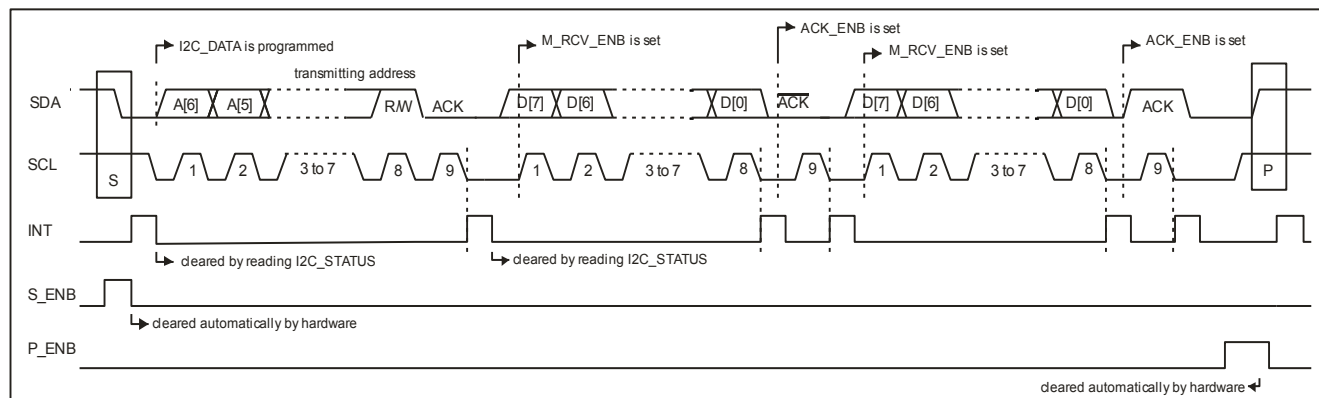 I2C_DATA is programmed
M_RCV_ENB is set
ACK_ENB is set
M_RCV_ENB is set
ACK_ENB is set
transmitting address
SDA A[6] A[5] R/W ACK D[7] D[6] D[0] ACK D[7] D[6] D[0] ACK
SCL S 1 2 3 to 7 8 9 1 2 3 to 7 8 9 1 2 3 to 7 8 9 P
INT
cleared by reading I2C_STATUS cleared by reading I2C_STATUS
S_ENB
cleared automatically by hardware
P_ENB
cleared automatically by hardware